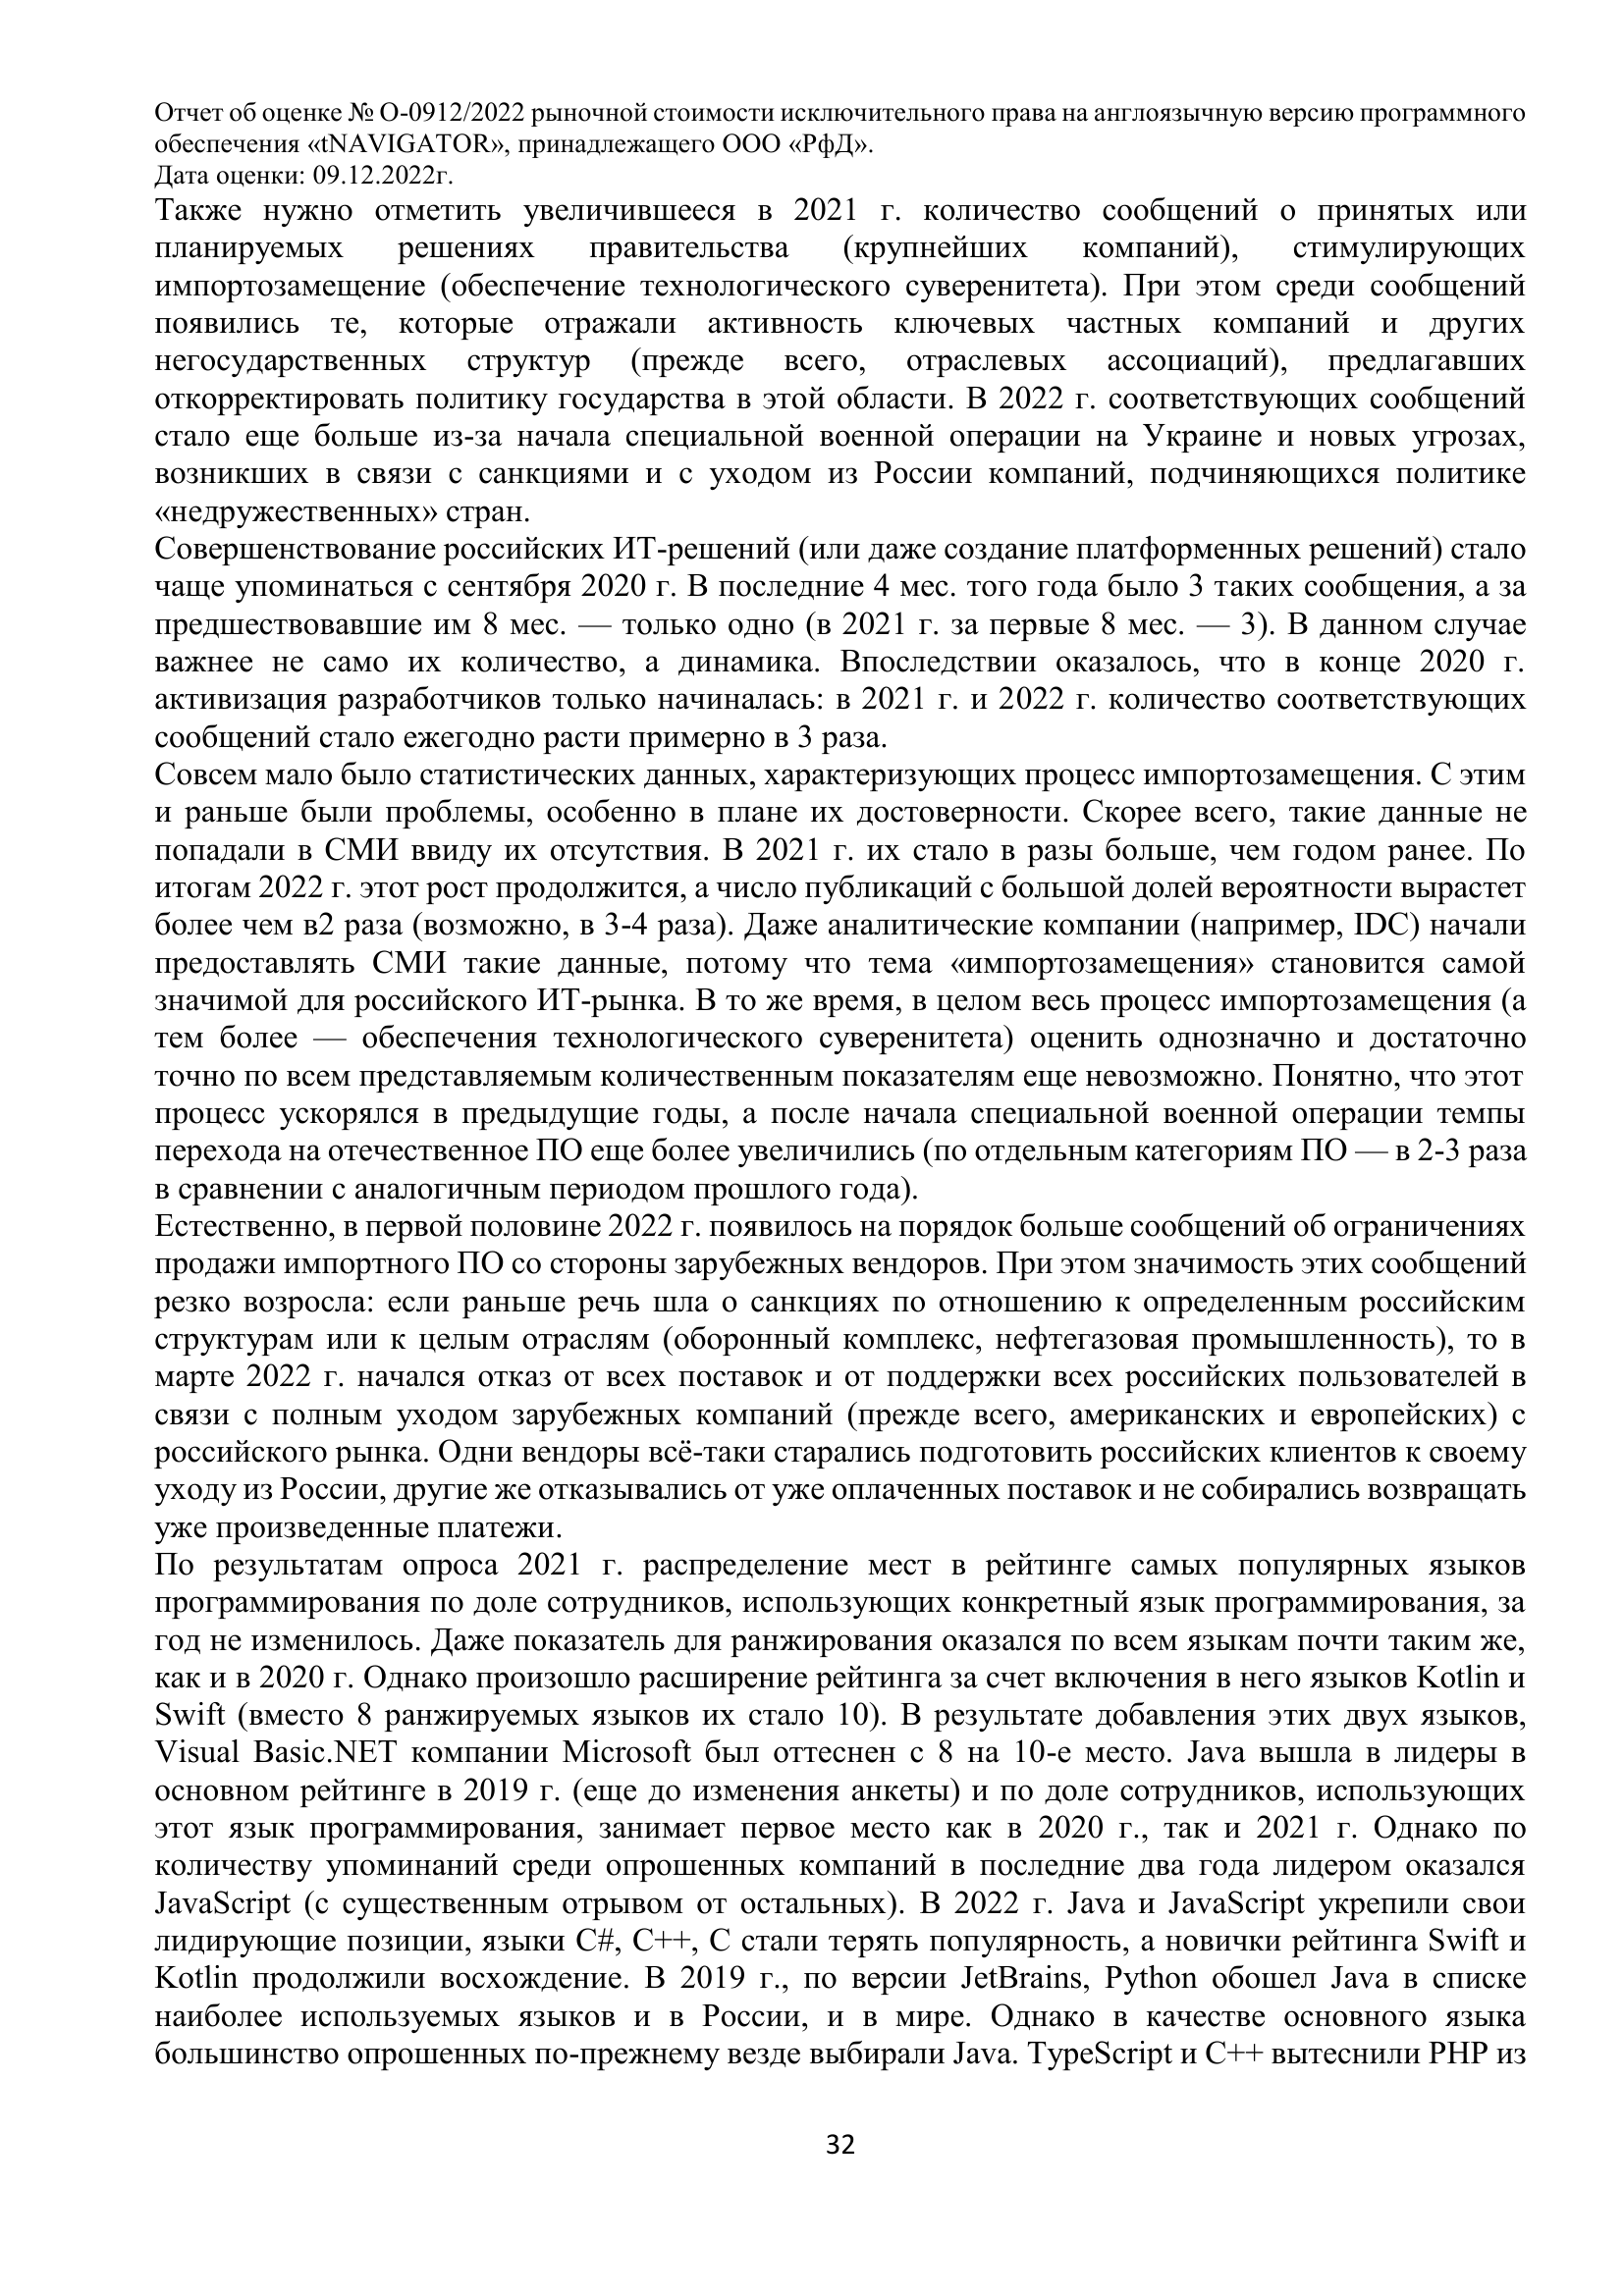 Отчет об оценке № О-0912/2022 рыночной стоимости исключительного права на англоязычную версию программного
обеспечения «tNAVIGATOR», принадлежащего ООО «РфД».
Дата оценки: 09.12.2022г.
Также нужно отметить увеличившееся в 2021 г. количество сообщений о принятых или
планируемых решениях правительства (крупнейших компаний), стимулирующих
импортозамещение (обеспечение технологического суверенитета). При этом среди сообщений
появились те, которые отражали активность ключевых частных компаний и других
негосударственных структур (прежде всего, отраслевых ассоциаций), предлагавших
откорректировать политику государства в этой области. В 2022 г. соответствующих сообщений
стало еще больше из-за начала специальной военной операции на Украине и новых угрозах,
возникших в связи с санкциями и с уходом из России компаний, подчиняющихся политике
«недружественных» стран.
Совершенствование российских ИТ-решений (или даже создание платформенных решений) стало
чаще упоминаться с сентября 2020 г. В последние 4 мес. того года было 3 таких сообщения, а за
предшествовавшие им 8 мес. — только одно (в 2021 г. за первые 8 мес. — 3). В данном случае
важнее не само их количество, а динамика. Впоследствии оказалось, что в конце 2020 г.
активизация разработчиков только начиналась: в 2021 г. и 2022 г. количество соответствующих
сообщений стало ежегодно расти примерно в 3 раза.
Совсем мало было статистических данных, характеризующих процесс импортозамещения. С этим
и раньше были проблемы, особенно в плане их достоверности. Скорее всего, такие данные не
попадали в СМИ ввиду их отсутствия. В 2021 г. их стало в разы больше, чем годом ранее. По
итогам 2022 г. этот рост продолжится, а число публикаций с большой долей вероятности вырастет
более чем в2 раза (возможно, в 3-4 раза). Даже аналитические компании (например, IDC) начали
предоставлять СМИ такие данные, потому что тема «импортозамещения» становится самой
значимой для российского ИТ-рынка. В то же время, в целом весь процесс импортозамещения (а
тем более — обеспечения технологического суверенитета) оценить однозначно и достаточно
точно по всем представляемым количественным показателям еще невозможно. Понятно, что этот
процесс ускорялся в предыдущие годы, а после начала специальной военной операции темпы
перехода на отечественное ПО еще более увеличились (по отдельным категориям ПО — в 2-3 раза
в сравнении с аналогичным периодом прошлого года).
Естественно, в первой половине 2022 г. появилось на порядок больше сообщений об ограничениях
продажи импортного ПО со стороны зарубежных вендоров. При этом значимость этих сообщений
резко возросла: если раньше речь шла о санкциях по отношению к определенным российским
структурам или к целым отраслям (оборонный комплекс, нефтегазовая промышленность), то в
марте 2022 г. начался отказ от всех поставок и от поддержки всех российских пользователей в
связи с полным уходом зарубежных компаний (прежде всего, американских и европейских) с
российского рынка. Одни вендоры всё-таки старались подготовить российских клиентов к своему
уходу из России, другие же отказывались от уже оплаченных поставок и не собирались возвращать
уже произведенные платежи.
По результатам опроса 2021 г. распределение мест в рейтинге самых популярных языков
программирования по доле сотрудников, использующих конкретный язык программирования, за
год не изменилось. Даже показатель для ранжирования оказался по всем языкам почти таким же,
как и в 2020 г. Однако произошло расширение рейтинга за счет включения в него языков Kotlin и
Swift (вместо 8 ранжируемых языков их стало 10). В результате добавления этих двух языков,
Visual Basic.NET компании Microsoft был оттеснен с 8 на 10-е место. Java вышла в лидеры в
основном рейтинге в 2019 г. (еще до изменения анкеты) и по доле сотрудников, использующих
этот язык программирования, занимает первое место как в 2020 г., так и 2021 г. Однако по
количеству упоминаний среди опрошенных компаний в последние два года лидером оказался
JavaScript (с существенным отрывом от остальных). В 2022 г. Java и JavaScript укрепили свои
лидирующие позиции, языки C#, C++, C стали терять популярность, а новички рейтинга Swift и
Kotlin продолжили восхождение. В 2019 г., по версии JetBrains, Python обошел Java в списке
наиболее используемых языков и в России, и в мире. Однако в качестве основного языка
большинство опрошенных по-прежнему везде выбирали Java. TypeScript и C++ вытеснили PHP из
32